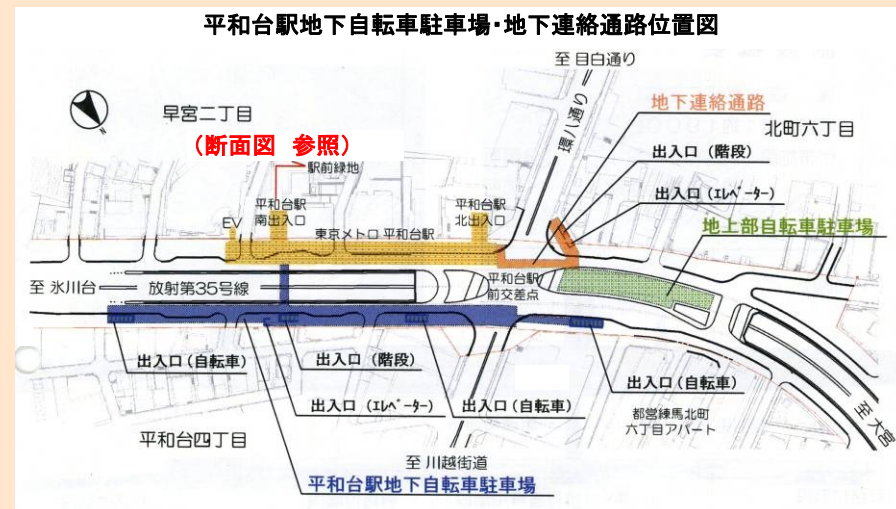 平和台駅地下自転車駐車場・地下連絡通路位置図
至 目白通り
地下連絡通路
早宮二丁目
環八通り
北町六丁目
(断面図 参照)
出入口(階段)
駅前緑地
出入口(エレベーター)
平和台駅
南出入口
平和台駅
北出入口
EV
東京メトロ 平和台駅
地上部自転車駐車場
至 氷川台
放射第35号線
平和台駅
前交差点
出入口(自転車)
出入口(階段)
出入口(自転車)
出入口(エレベーター)
出入口(自転車)
都営練馬北町
六丁目アパート
至 大宮
平和台四丁目
至 川越街道
平和台駅地下自転車駐車場
N